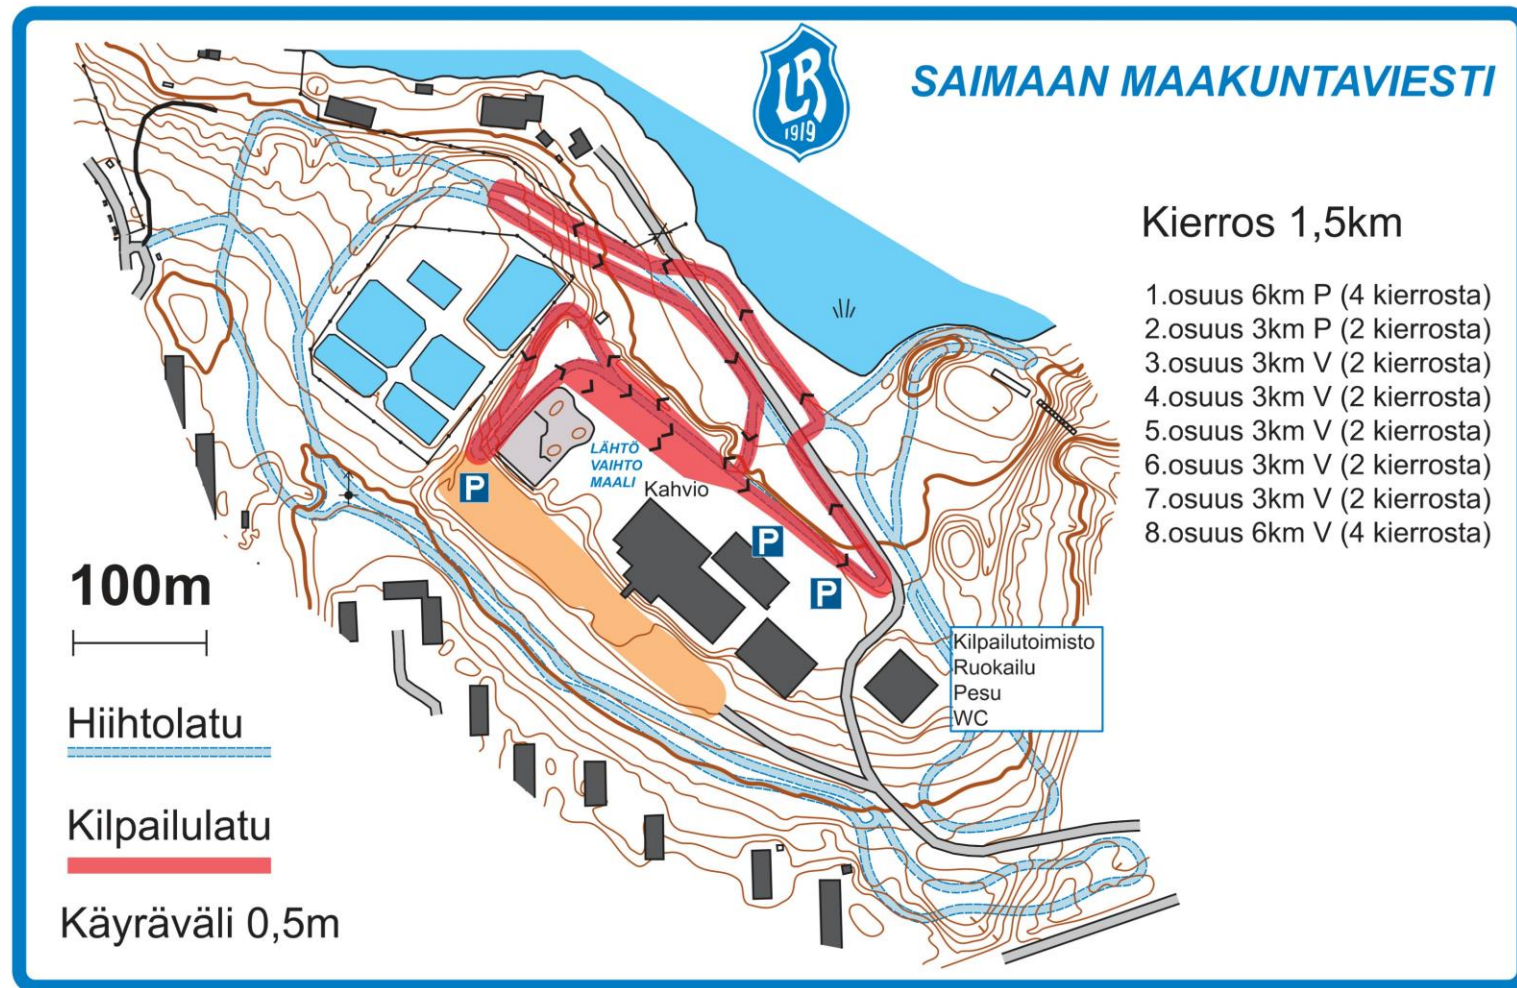 LR
1919
SAIMAAN MAAKUNTAVIESTI
Kierros 1,5km
1.osuus 6km P (4 kierrosta)
2.osuus 3km P (2 kierrosta)
3.osuus 3km V (2 kierrosta)
4.osuus 3km V (2 kierrosta)
5.osuus 3km V (2 kierrosta)
6.osuus 3km V (2 kierrosta)
7.osuus 3km V (2 kierrosta)
8.osuus 6km V (4 kierrosta)
LÄHTÖ
VAIHTO
MAALI
Kahvio
P
P
P
Kilpailutoimisto
Ruokailu
Pesu
WC
100m
Hiihtolatu
Kilpailulatu
Käyräväli 0,5m